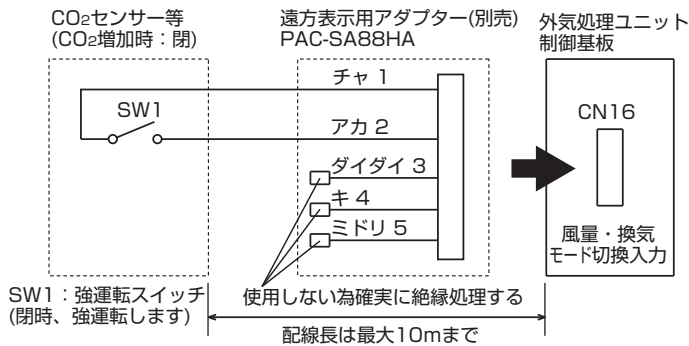 CO2センサー等
(CO2増加時：閉)
遠方表示用アダプター(別売)
PAC-SA88HA
外気処理ユニット
制御基板
チャ 1
SW1
CN16
アカ 2
ダイダイ 3
キ 4
ミドリ 5
風量・換気
モード切換入力
SW1：強運転スイッチ
(閉時、強運転します)
使用しない為確実に絶縁処理する
配線長は最大10mまで